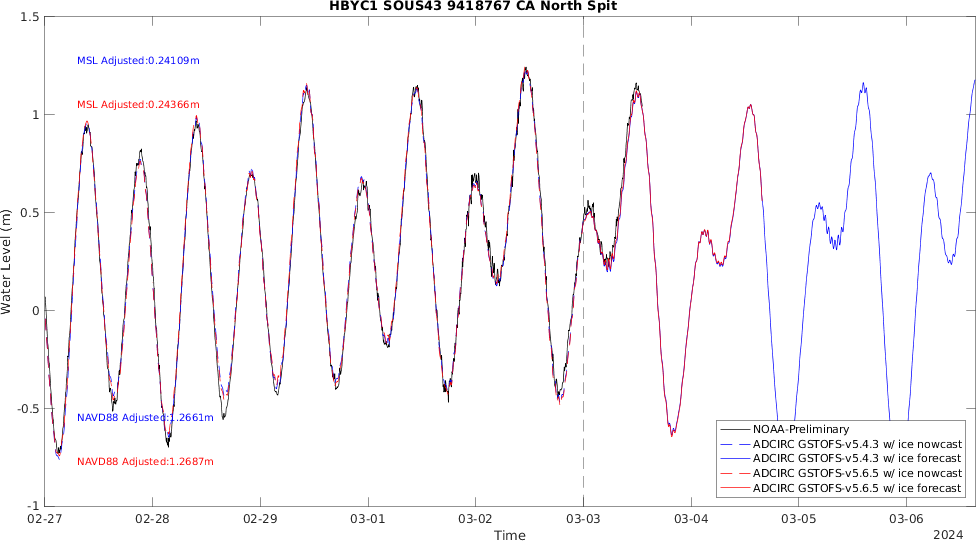 HBYC1 SOUS43 9418767 CA North Spit
1.5
MSL Adjusted:0.24109m
MSL Adjusted:0.24366m
1
0.5
Water Level (m)
0
-0.5
NAVD88 Adjusted:1.2661m
NAVD88 Adjusted:1.2687m
-1
NOAA-Preliminary
ADCIRC GSTOFS-v5.4.3 w/ ice nowcast
ADCIRC GSTOFS-v5.4.3 w/ ice forecast
ADCIRC GSTOFS-v5.6.5 w/ ice nowcast
ADCIRC GSTOFS-v5.6.5 w/ ice forecast
02-27 02-28 02-29 03-01 03-02 03-03 03-04 03-05 03-06
Time
2024